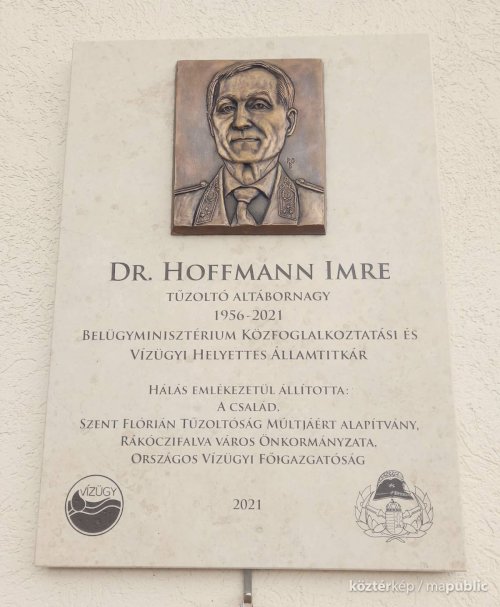 DR. HOFFMANN IMRE
TŰZOLTÓ ALTÁBORNAGY
1956-2021
BELÜGYMINISZTÉRIUM KÖZFOGLALKOZTATÁSI ÉS
VÍZÜGYI HELYETTES ÁLLAMTITKÁR
HÁLÁS EMLÉKEZETÜL ÁLLÍTOTTA:
A CSALÁD,
SZENT FLÓRIÁN TŰZOLTÓSÁG MÚLTJÁÉRT ALAPÍTVÁNY,
RÁKÓCZIFALVA VÁROS ÖNKORMÁNYZATA,
ORSZÁGOS VÍZÜGYI FŐIGAZGATÓSÁG
VÍZÜGY
2021
köztérkép / mapublic